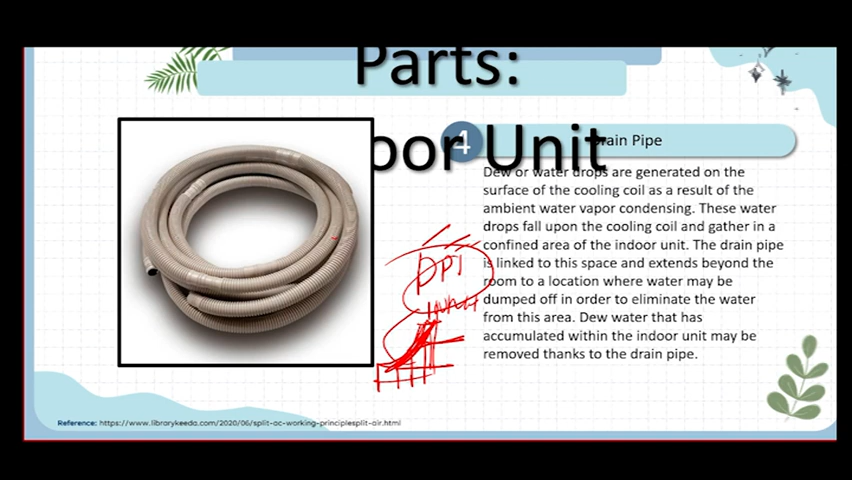 Parts:
oor Unit
4
Drain Pipe
Dew or water drops are generated on the
surface of the cooling coil as a result of the
ambient water vapor condensing. These water
drops fall upon the cooling coil and gather in a
confined area of the indoor unit. The drain pipe
is linked to this space and extends beyond the
room to a location where water may be
dumped off in order to eliminate the water
from this area. Dew water that has
accumulated within the indoor unit may be
removed thanks to the drain pipe.
Reference: https://www.librarykeeda.com/2020/06/split-ac-working-principlesplit-air.html